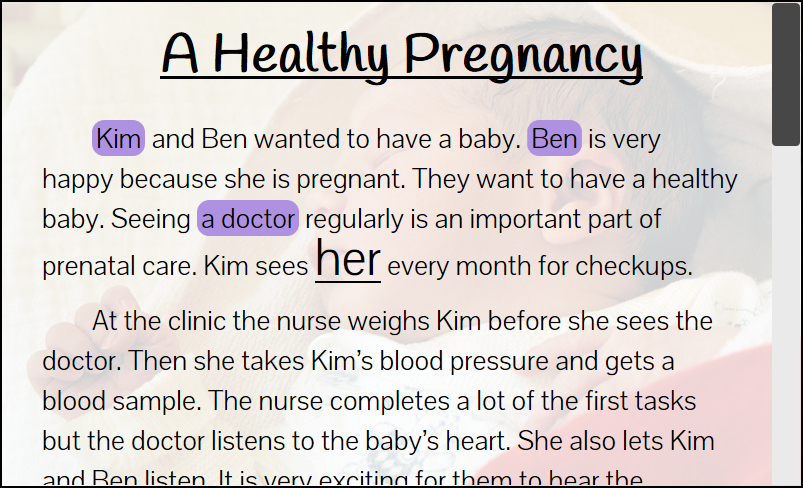 A Healthy Pregnancy
Kim and Ben wanted to have a baby. Ben is very
happy because she is pregnant. They want to have a healthy
baby. Seeing a doctor regularly is an important part of
prenatal care. Kim sees her every month for checkups.
At the clinic the nurse weighs Kim before she sees the
doctor. Then she takes Kim’s blood pressure and gets a
blood sample. The nurse completes a lot of the first tasks
but the doctor listens to the baby’s heart. She also lets Kim
and Ben listen. It is very exciting for them to hear the